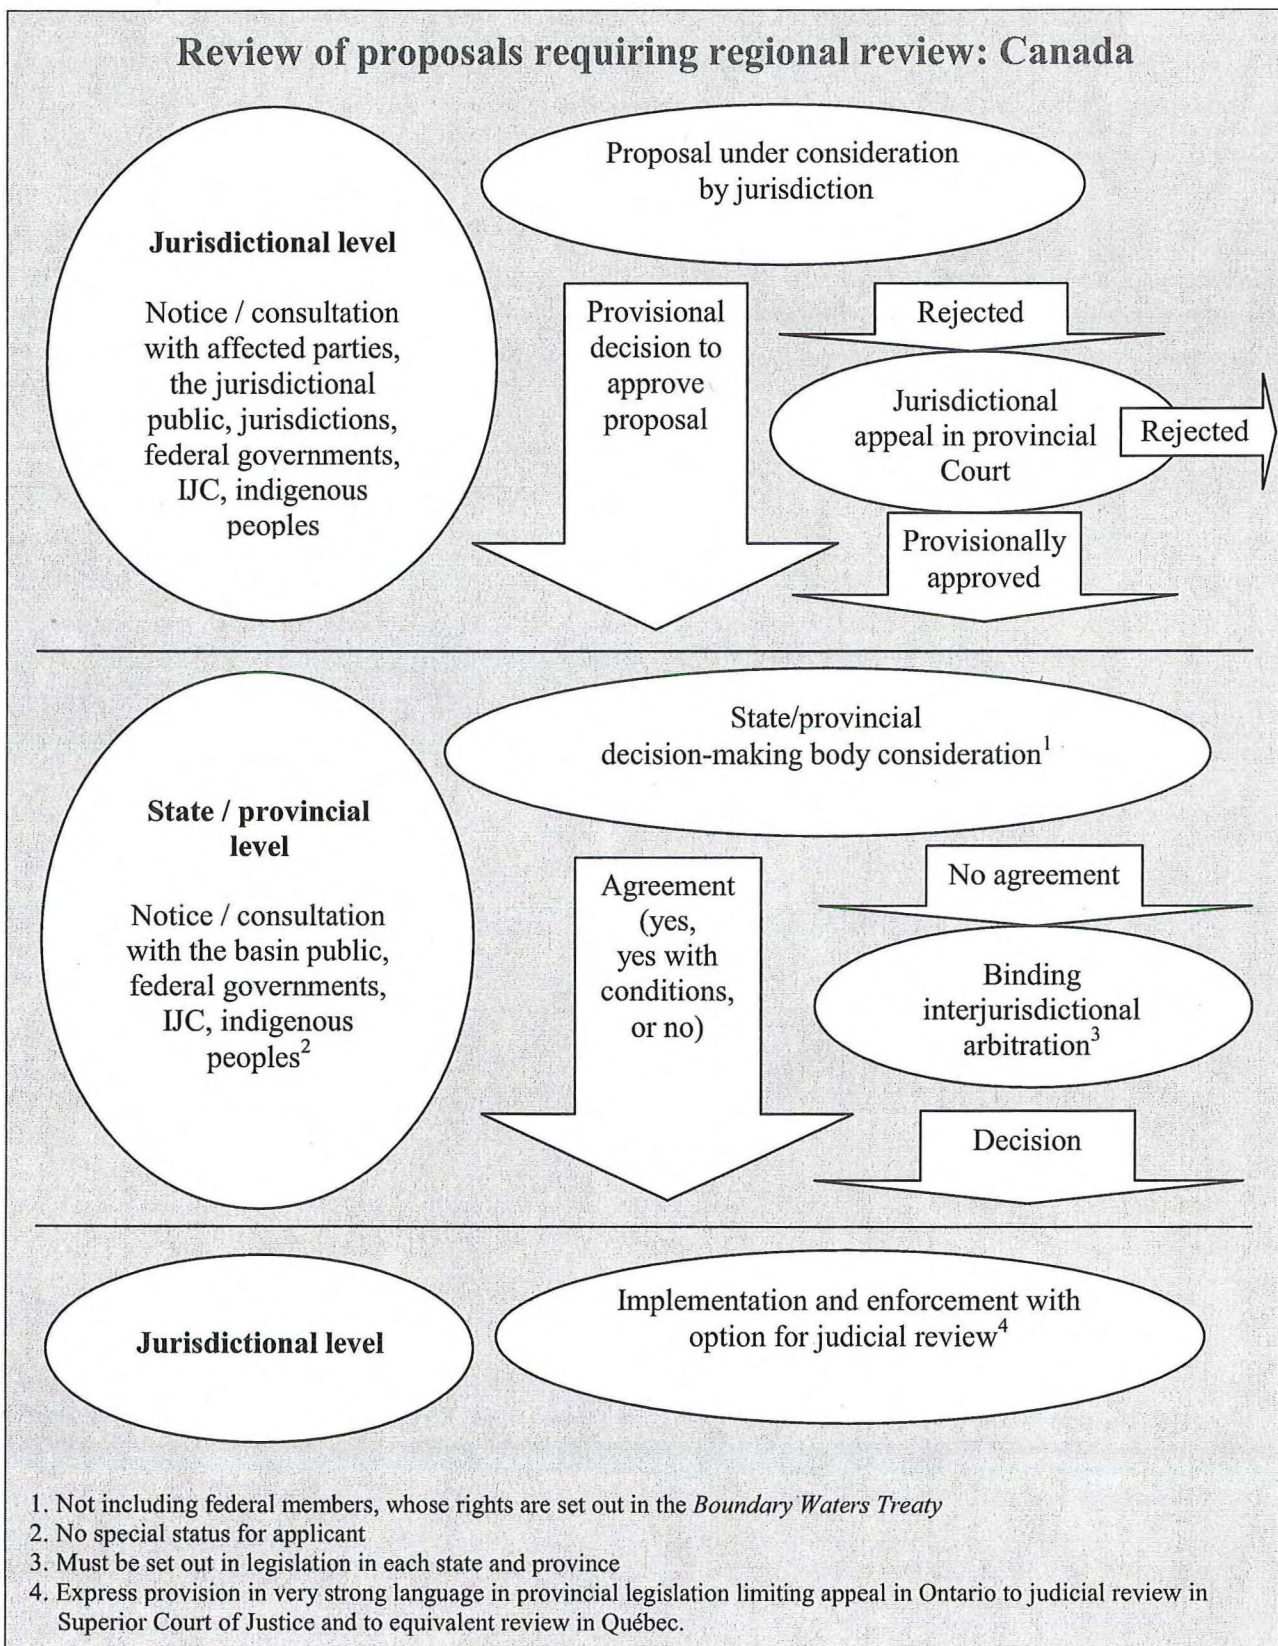 Review of proposals requiring regional review: Canada
Jurisdictional level
Notice / consultation
with affected parties,
the jurisdictional
public, jurisdictions,
federal governments,
IJC, indigenous
peoples
Proposal under consideration
by jurisdiction
Provisional
decision to
approve
proposal
Rejected
Jurisdictional
appeal in provincial
Court
Rejected
Provisionally
approved
State / provincial
level
Notice / consultation
with the basin public,
federal governments,
IJC, indigenous
peoples²
State/provincial
decision-making body consideration¹
Agreement
(yes,
yes with
conditions,
or no)
No agreement
Binding
interjurisdictional
arbitration³
Decision
Jurisdictional level
Implementation and enforcement with
option for judicial review⁴
1. Not including federal members, whose rights are set out in the Boundary Waters Treaty
2. No special status for applicant
3. Must be set out in legislation in each state and province
4. Express provision in very strong language in provincial legislation limiting appeal in Ontario to judicial review in
Superior Court of Justice and to equivalent review in Québec.